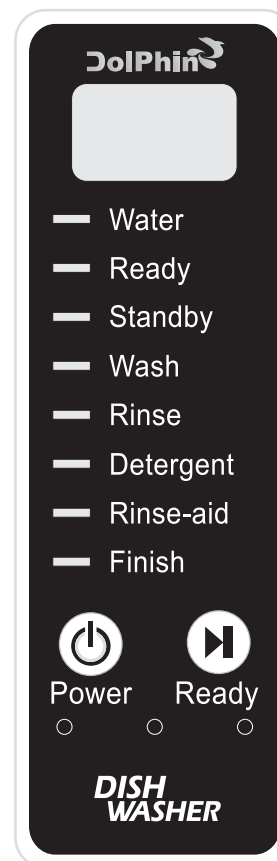 DolPhin
Water
Ready
Standby
Wash
Rinse
Detergent
Rinse-aid
Finish
Power Ready
DISH
WASHER